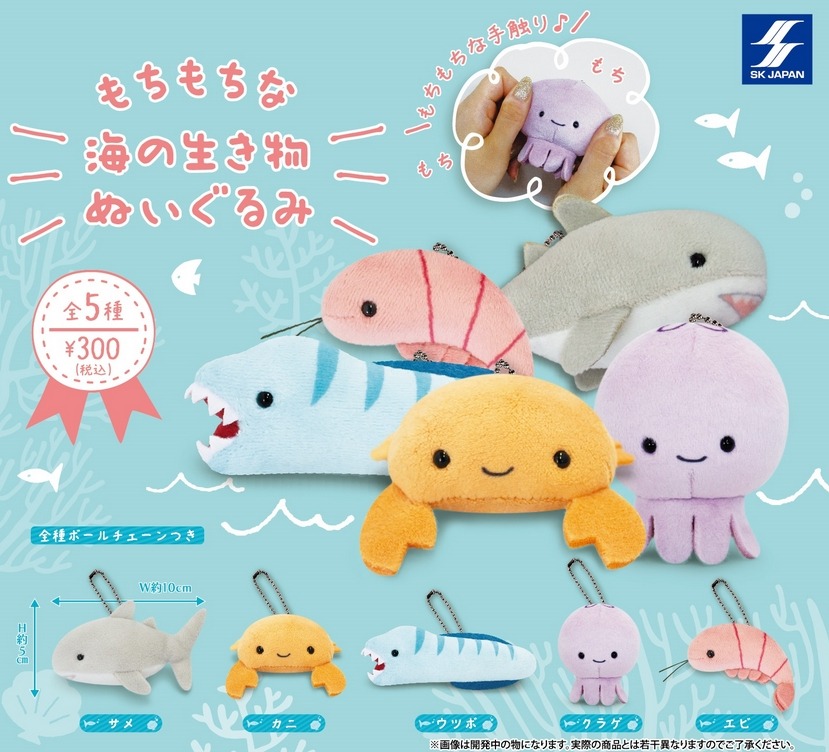 もちもちな
海の生き物
ぬいぐるみ
もちもちな手触り♪
もち
もち
SK JAPAN
全5種
¥300
(税込)
全種ボールチェーンつき
W約10cm
H約5cm
サメ
カニ
ウツボ
クラゲ
エビ
※画像は開発中の物になります。実際の商品とは若干異なりますのでご了承ください。